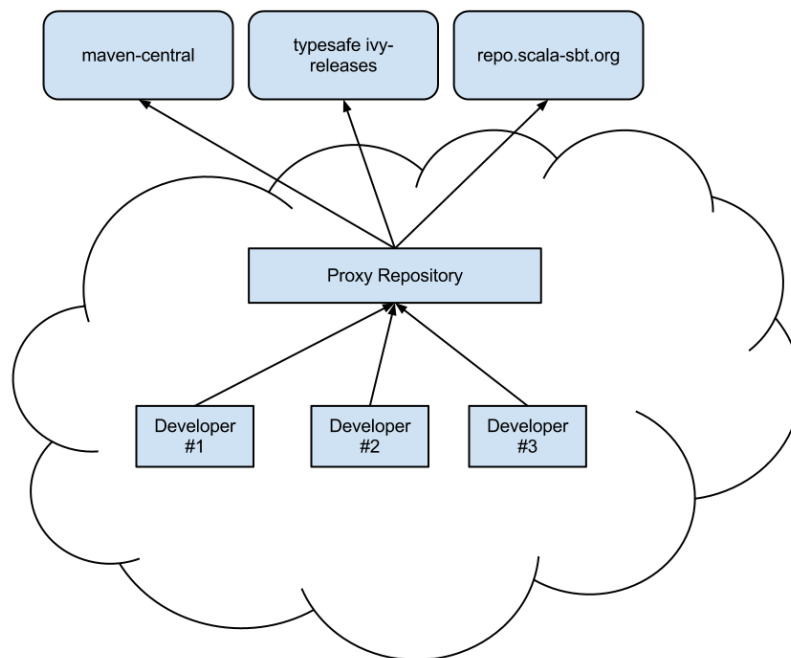 maven-central
typesafe ivy-
releases
repo.scala-sbt.org
Proxy Repository
Developer
#1
Developer
#2
Developer
#3